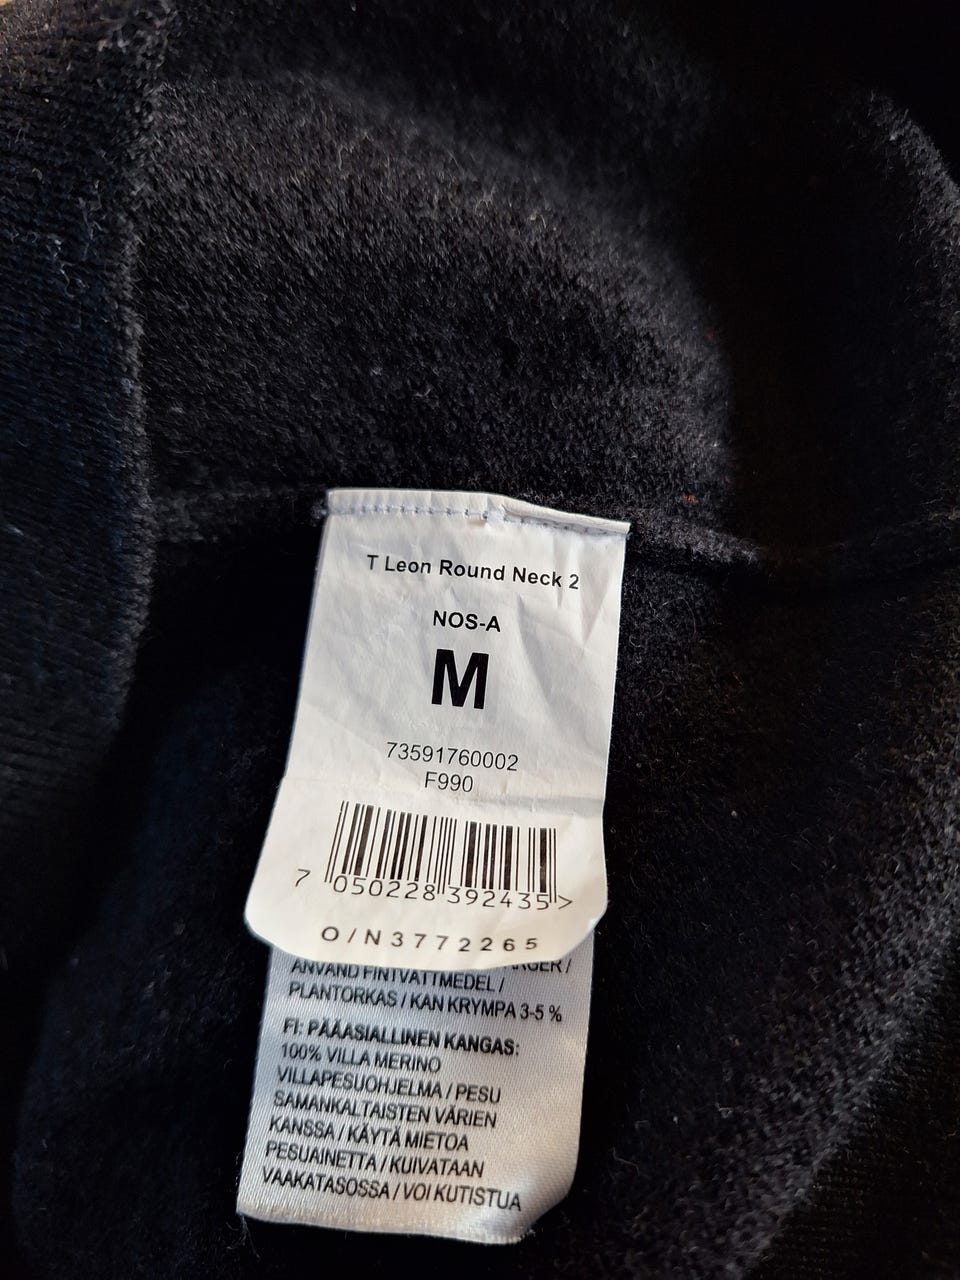 T Leon Round Neck 2
NOS-A
M
73591760002
F990
7 050228 392435 >
O/N3772265
ANVÄND FINTVÄTTMEDEL /
PLANTORKAS / KAN KRYMPA 3-5 %
FI: PÄÄASIALLINEN KANGAS:
100% VILLA MERINO
VILLAPESUOHJELMA / PESU
SAMANKALTAISTEN VÄRIEN
KANSSA / KÄYTÄ MIETOA
PESUAINETTA / KUIVATAAN
VAAKATASOSSA / VOI KUTISTUA